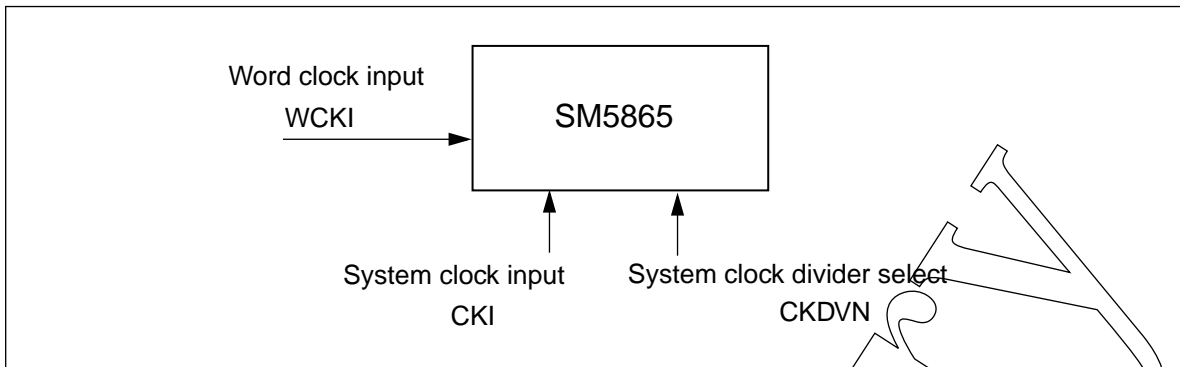 Word clock input
WCKI
SM5865
System clock input
CKI
System clock divider select
CKDVN